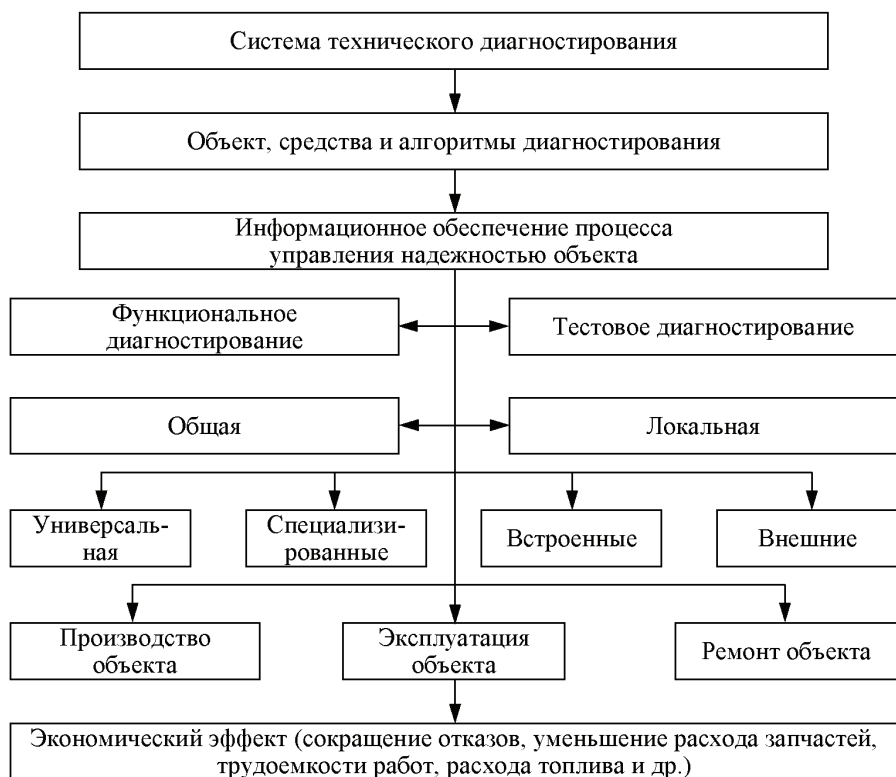 Система технического диагностирования
Объект, средства и алгоритмы диагностирования
Информационное обеспечение процесса
управления надежностью объекта
Функциональное
диагностирование
Тестовое диагностирование
Общая
Локальная
Универсаль-
ная
Специализи-
рованные
Встроенные
Внешние
Производство
объекта
Эксплуатация
объекта
Ремонт объекта
Экономический эффект (сокращение отказов, уменьшение расхода запчастей,
трудоемкости работ, расхода топлива и др.)